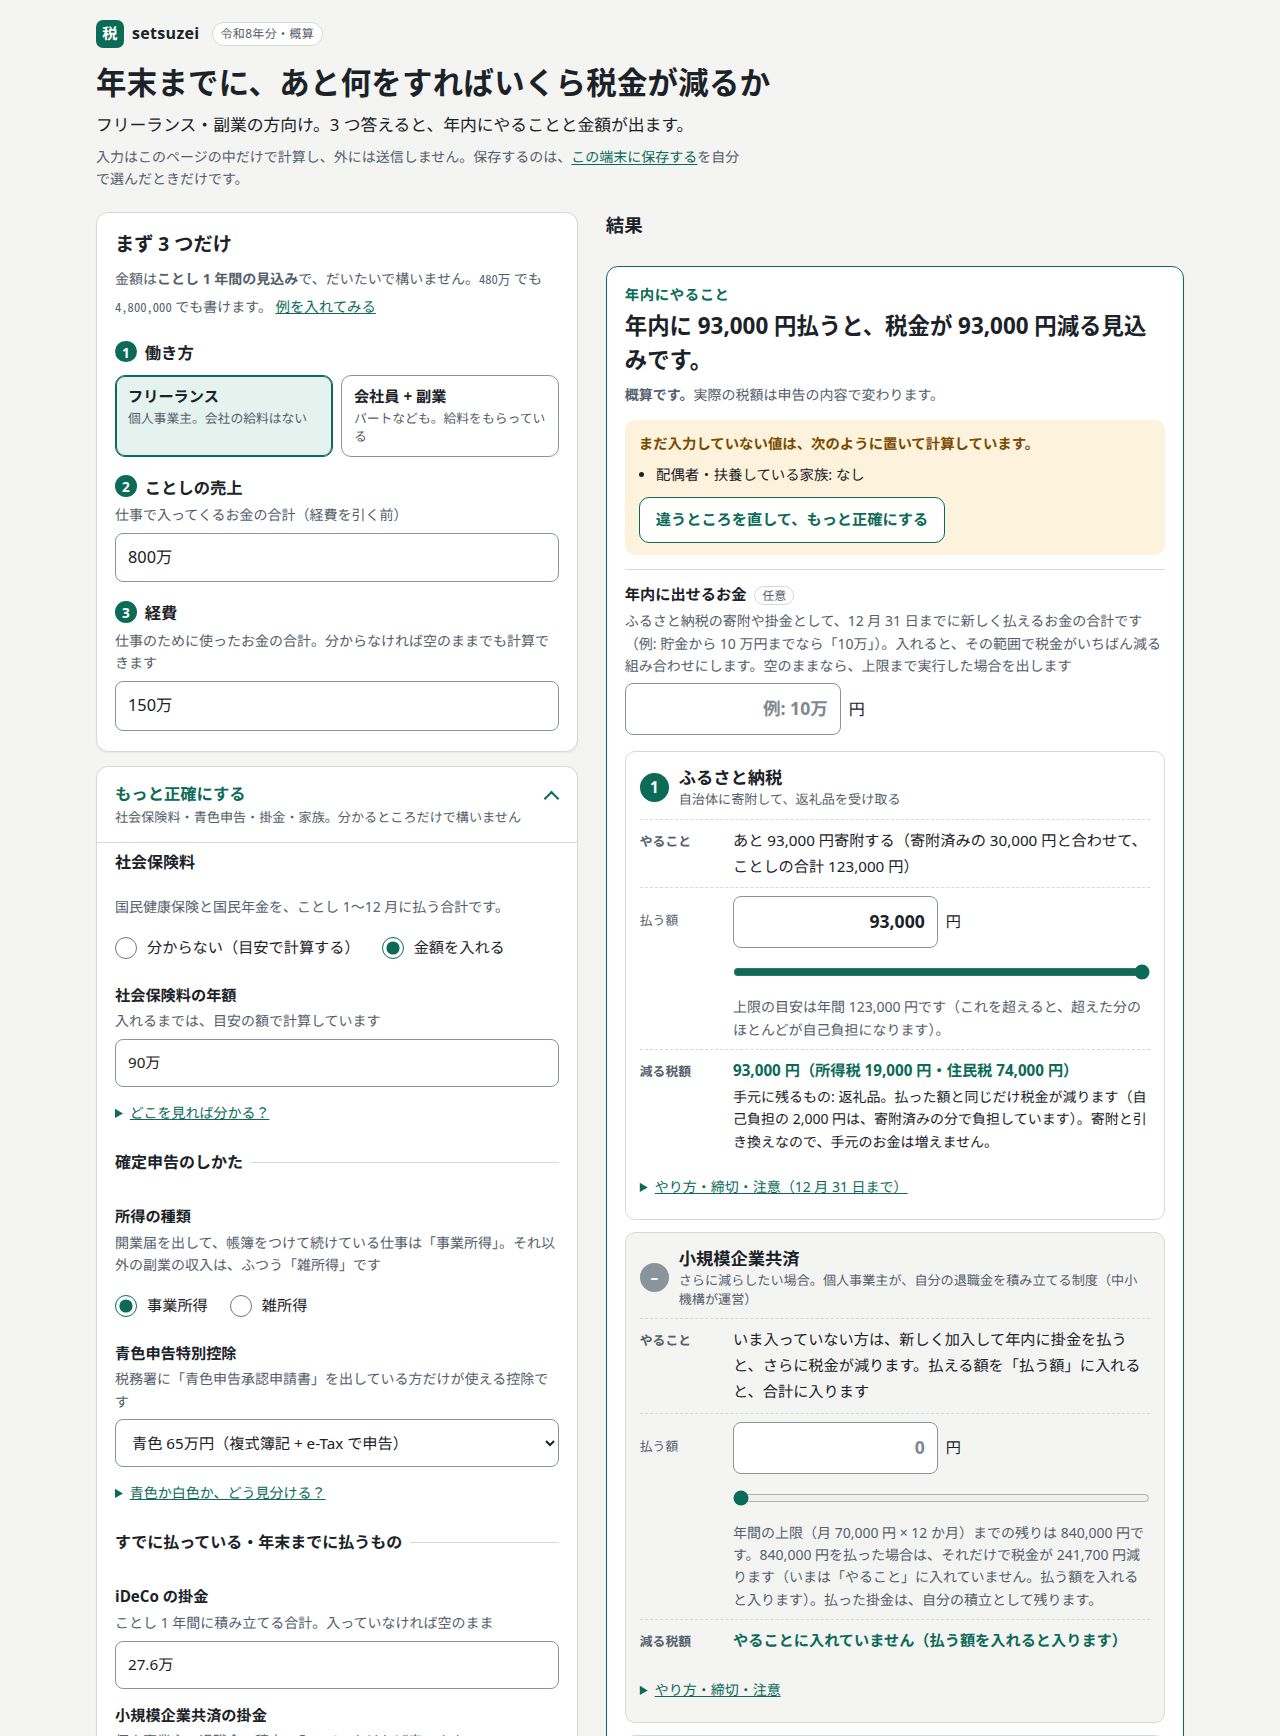 税 setsuzei 令和8年分・概算
年末までに、あと何をすればいくら税金が減るか
フリーランス・副業の方向け。3 つ答えると、年内にやることと金額が出ます。
入力はこのページの中だけで計算し、外には送信しません。保存するのは、この端末に保存するを自分
で選んだときだけです。
まず 3 つだけ
金額はことし 1 年間の見込みで、だいたいで構いません。480万 でも
4,800,000 でも書けます。 例を入れてみる
1 働き方
フリーランス
個人事業主。会社の給料はない
会社員 + 副業
パートなども。給料をもらってい
る
2 ことしの売上
仕事で入ってくるお金の合計（経費を引く前）
800万
3 経費
仕事のために使ったお金の合計。分からなければ空のままでも計算で
きます
150万
もっと正確にする
社会保険料・青色申告・掛金・家族。分かるところだけで構いません
社会保険料
国民健康保険と国民年金を、ことし 1〜12 月に払う合計です。
分からない（目安で計算する） 金額を入れる
社会保険料の年額
入れるまでは、目安の額で計算しています
90万
どこを見れば分かる？
確定申告のしかた
所得の種類
開業届を出して、帳簿をつけて続けている仕事は「事業所得」。それ以
外の副業の収入は、ふつう「雑所得」です
事業所得 雑所得
青色申告特別控除
税務署に「青色申告承認申請書」を出している方だけが使える控除で
す
青色 65万円（複式簿記 + e-Tax で申告）
青色か白色か、どう見分ける？
すでに払っている・年末までに払うもの
iDeCo の掛金
ことし 1 年間に積み立てる合計。入っていなければ空のまま
27.6万
小規模企業共済の掛金
結果
年内にやること
年内に 93,000 円払うと、税金が 93,000 円減る見込
みです。
概算です。実際の税額は申告の内容で変わります。
まだ入力していない値は、次のように置いて計算しています。
• 配偶者・扶養している家族: なし
違うところを直して、もっと正確にする
年内に出せるお金 任意
ふるさと納税の寄附や掛金として、12 月 31 日までに新しく払えるお金の合計です
（例: 貯金から 10 万円までなら「10万」）。入れると、その範囲で税金がいちばん減る
組み合わせにします。空のままなら、上限まで実行した場合を出します
例: 10万 円
1 ふるさと納税
自治体に寄附して、返礼品を受け取る
やること あと 93,000 円寄附する（寄附済みの 30,000 円と合わせて、
ことしの合計 123,000 円）
払う額 93,000 円
上限の目安は年間 123,000 円です（これを超えると、超えた分の
ほとんどが自己負担になります）。
減る税額 93,000 円（所得税 19,000 円・住民税 74,000 円）
手元に残るもの: 返礼品。払った額と同じだけ税金が減ります（自
己負担の 2,000 円は、寄附済みの分で負担しています）。寄附と引
き換えなので、手元のお金は増えません。
やり方・締切・注意（12 月 31 日まで）
– 小規模企業共済
さらに減らしたい場合。個人事業主が、自分の退職金を積み立てる制度（中小
機構が運営）
やること いま入っていない方は、新しく加入して年内に掛金を払う
と、さらに税金が減ります。払える額を「払う額」に入れる
と、合計に入ります
払う額 0 円
年間の上限（月 70,000 円 × 12 か月）までの残りは 840,000 円で
す。840,000 円を払った場合は、それだけで税金が 241,700 円減
ります（いまは「やること」に入れていません。払う額を入れる
と入ります）。払った掛金は、自分の積立として残ります。
減る税額 やることに入れていません（払う額を入れると入ります）
やり方・締切・注意